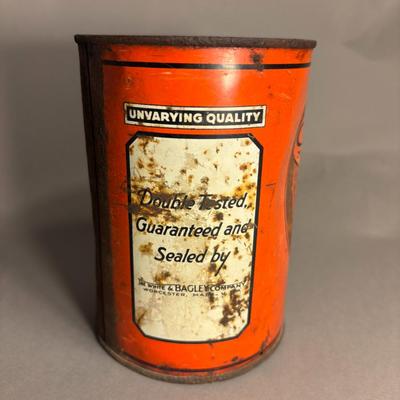 UNVARYING QUALITY
Double Tested,
Guaranteed and
Sealed by
THE WHITE & BAGLEY COMPANY
WORCESTER, MASS.